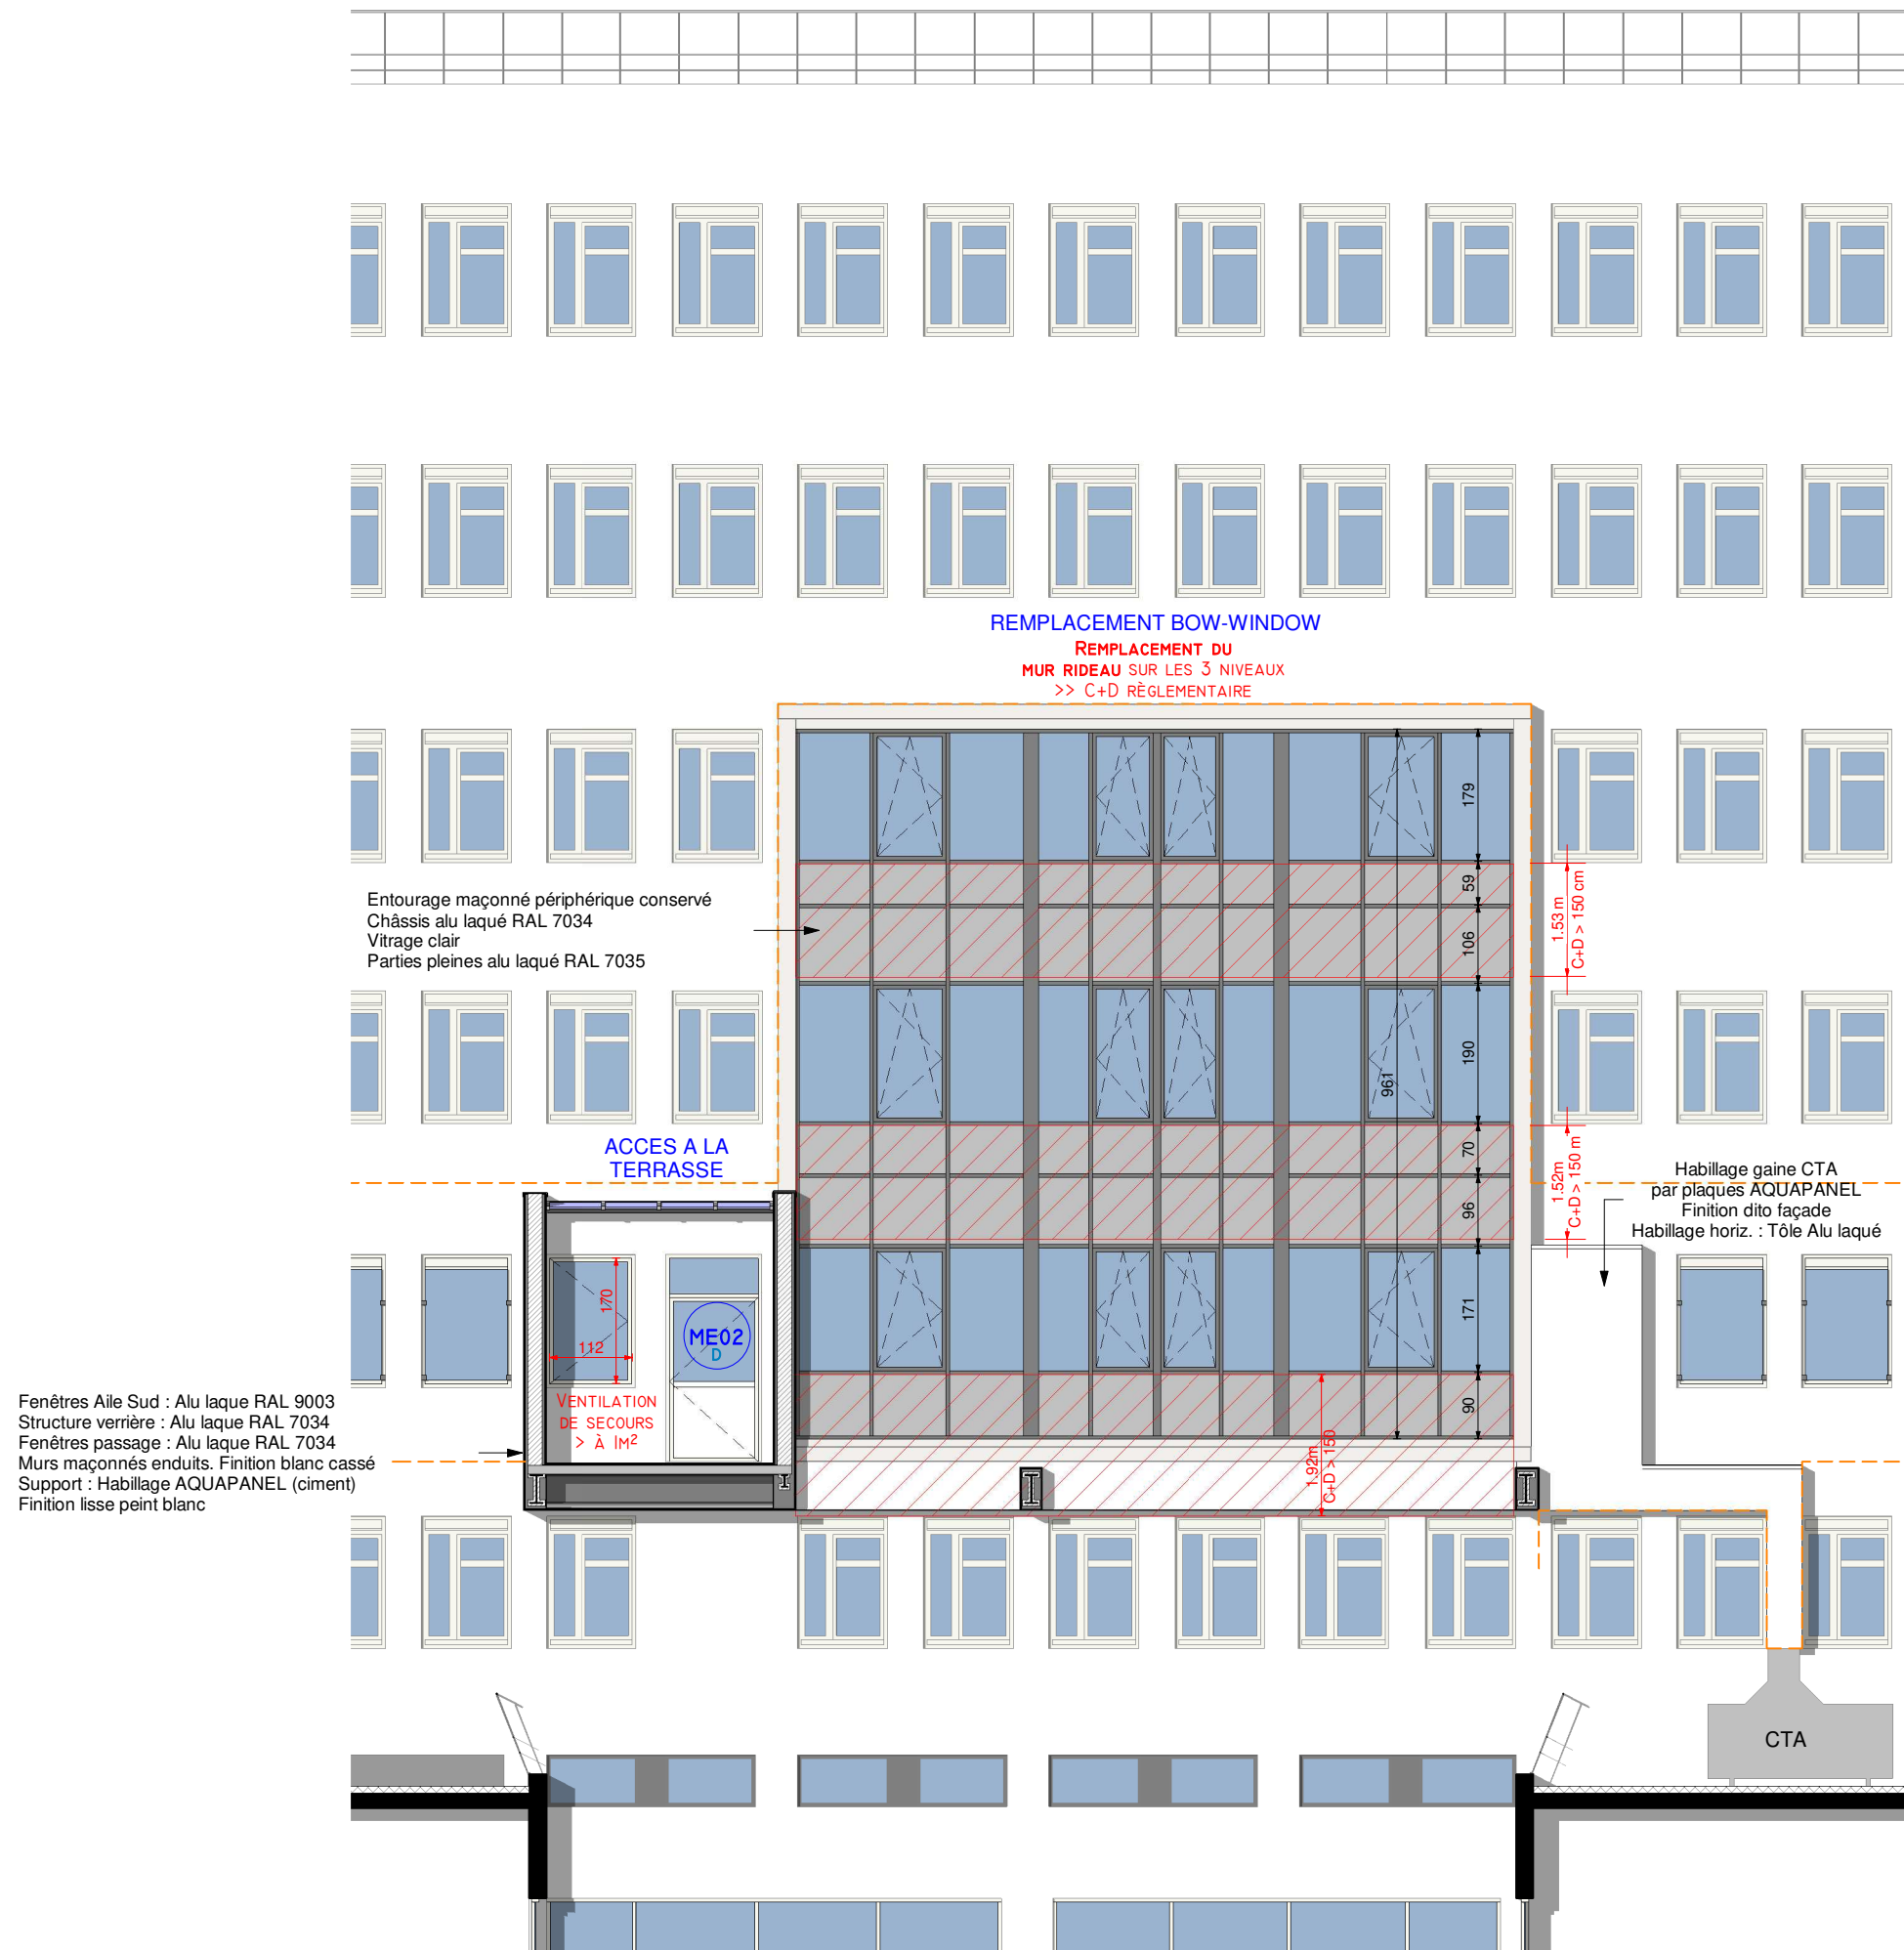 REMPLACEMENT BOW-WINDOW
REMPLACEMENT DU
MUR RIDEAU SUR LES 3 NIVEAUX
>> C+D RÈGLEMENTAIRE
179
59
106
190
961
70
96
171
90
1.53 m
C+D > 150 cm
1.52m
C+D > 150 m
1.92m
C+D > 150
Entourage maçonné périphérique conservé
Châssis alu laqué RAL 7034
Vitrage clair
Parties pleines alu laqué RAL 7035
ACCES A LA
TERRASSE
170
112
ME02
D
VENTILATION
DE SECOURS
> À 1M²
Habillage gaine CTA
par plaques AQUAPANEL
Finition dito façade
Habillage horiz. : Tôle Alu laqué
Fenêtres Aile Sud : Alu laque RAL 9003
Structure verrière : Alu laque RAL 7034
Fenêtres passage : Alu laque RAL 7034
Murs maçonnés enduits. Finition blanc cassé
Support : Habillage AQUAPANEL (ciment)
Finition lisse peint blanc
CTA